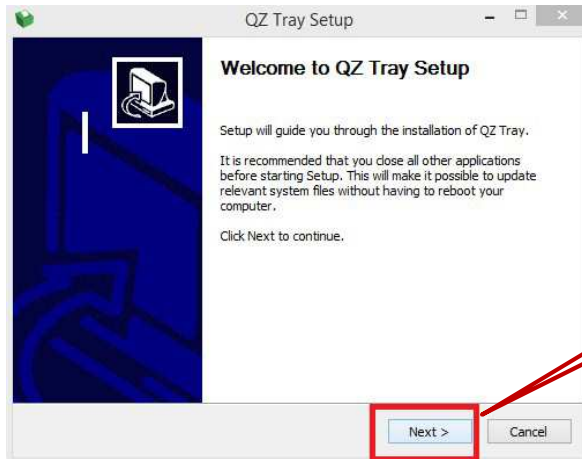 QZ Tray Setup
Welcome to QZ Tray Setup
Setup will guide you through the installation of QZ Tray.
It is recommended that you close all other applications
before starting Setup. This will make it possible to update
relevant system files without having to reboot your
computer.
Click Next to continue.
Next >
Cancel